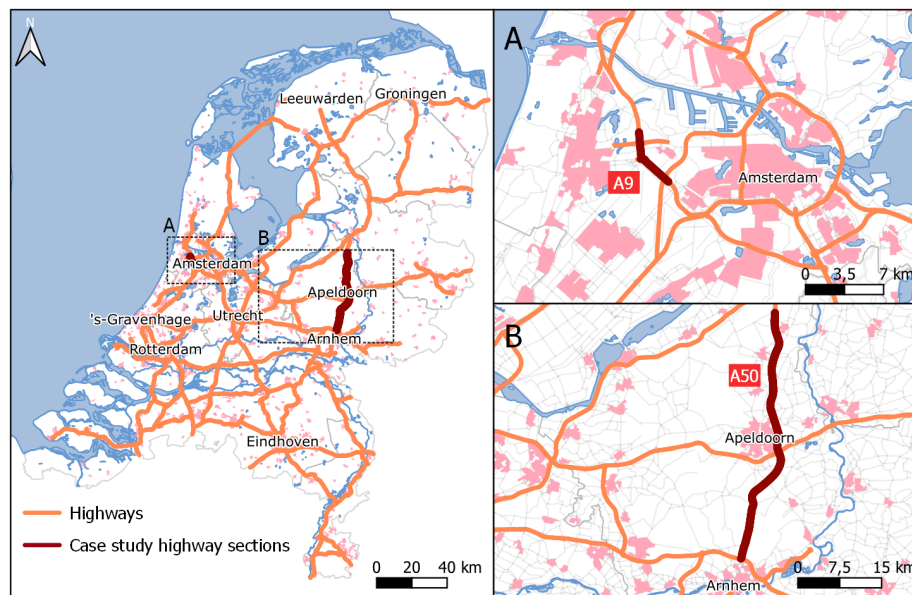 N
Leeuwarden
Groningen
A
B
Amsterdam
Apeldoorn
's-Gravenhage
Utrecht
Rotterdam
Arnhem
Eindhoven
Highways
Case study highway sections
0 20 40 km
A
A9
Amsterdam
0 3,5 7 km
B
A50
Apeldoorn
Arnhem
0 7,5 15 km